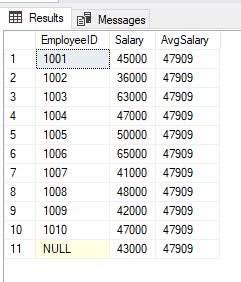 Results Messages
EmployeeID Salary AvgSalary
1 1001 45000 47909
2 1002 36000 47909
3 1003 63000 47909
4 1004 47000 47909
5 1005 50000 47909
6 1006 65000 47909
7 1007 41000 47909
8 1008 48000 47909
9 1009 42000 47909
10 1010 47000 47909
11 NULL 43000 47909